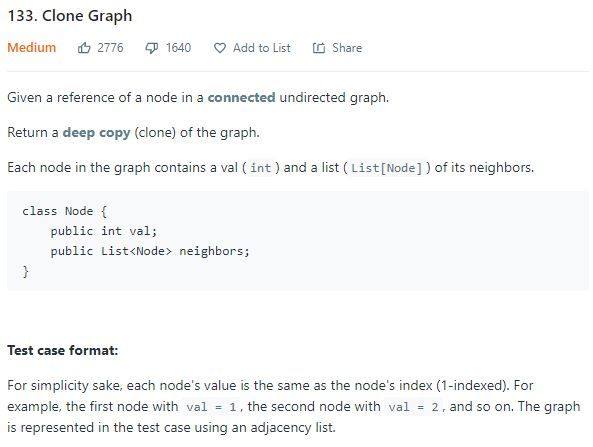 133. Clone Graph
Medium 2776 1640 Add to List Share
Given a reference of a node in a connected undirected graph.
Return a deep copy (clone) of the graph.
Each node in the graph contains a val ( int ) and a list ( List[Node] ) of its neighbors.
class Node {
    public int val;
    public List<Node> neighbors;
}
Test case format:
For simplicity sake, each node's value is the same as the node's index (1-indexed). For
example, the first node with val = 1 , the second node with val = 2 , and so on. The graph
is represented in the test case using an adjacency list.